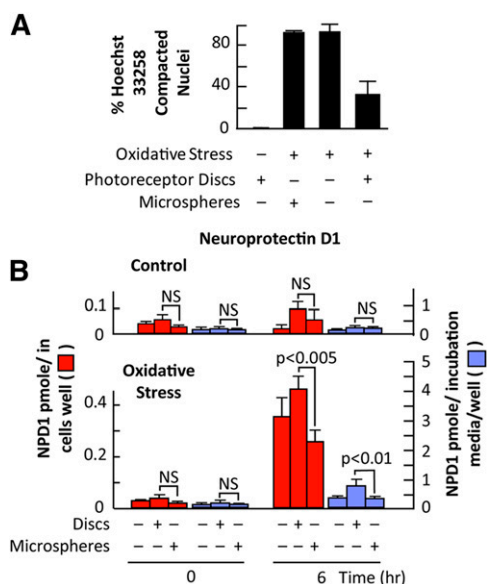 A
% Hoechst
33258
Compacted
Nuclei
80
40
0
Oxidative Stress − + + +
Photoreceptor Discs + − − +
Microspheres − + − −
Neuroprotectin D1
B
Control
NS NS NS NS
0.1
0
1
0
Oxidative
Stress
p<0.005
p<0.01
NS NS
0.4
0.2
0
5
4
3
2
1
0
NPD1 pmole/ in
cells well ( )
NPD1 pmole/ incubation
media/well ( )
Discs − + − − + − − + − − + −
Microspheres − − + − − + − − + − − +
0 6 Time (hr)